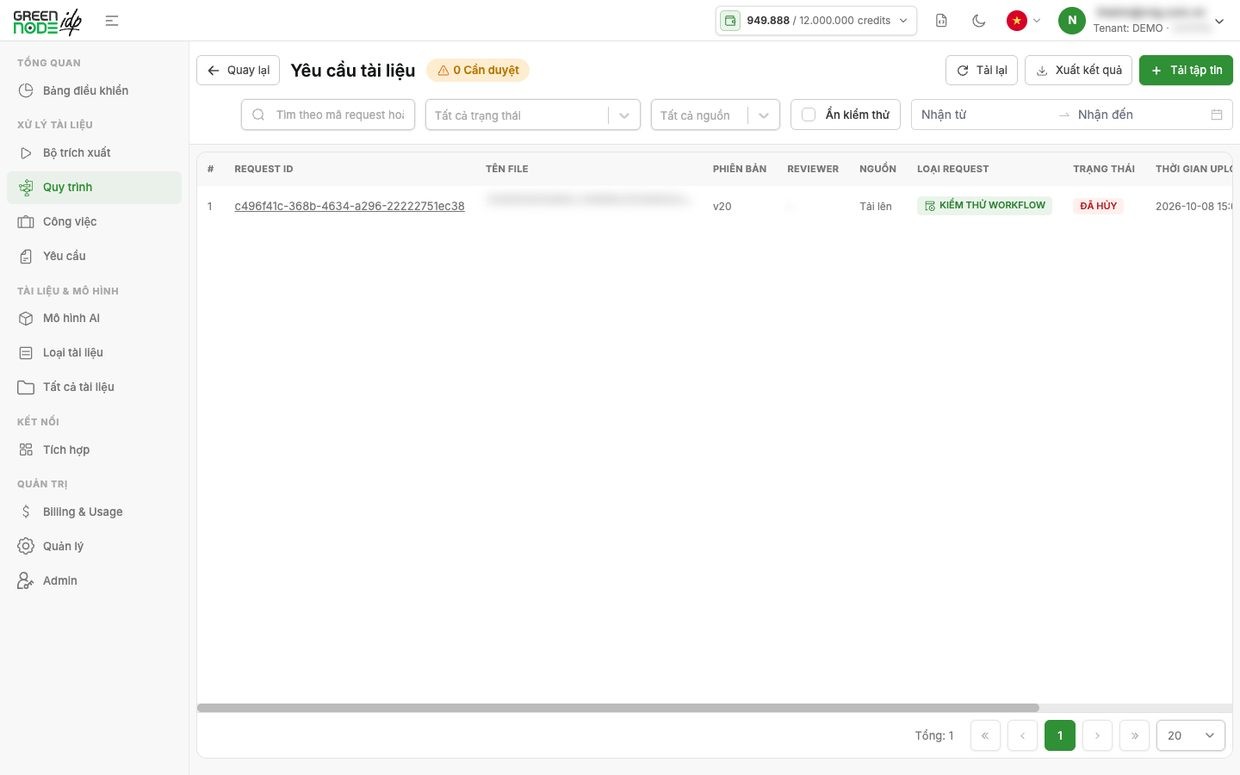 GREEN NODE idp
949.888 / 12.000.000 credits
N
Tenant: DEMO -
TỔNG QUAN
Bảng điều khiển
XỬ LÝ TÀI LIỆU
Bộ trích xuất
Quy trình
Công việc
Yêu cầu
TÀI LIỆU & MÔ HÌNH
Mô hình AI
Loại tài liệu
Tất cả tài liệu
KẾT NỐI
Tích hợp
QUẢN TRỊ
Billing & Usage
Quản lý
Admin
Quay lại
Yêu cầu tài liệu
0 Cần duyệt
Tải lại
Xuất kết quả
+ Tải tập tin
Tìm theo mã request hoặ
Tất cả trạng thái
Tất cả nguồn
Ẩn kiểm thử
Nhận từ → Nhận đến
# REQUEST ID TÊN FILE PHIÊN BẢN REVIEWER NGUỒN LOẠI REQUEST TRẠNG THÁI THỜI GIAN UPLO
1 c496f41c-368b-4634-a296-22222751ec38 v20 - Tải lên KIỂM THỬ WORKFLOW ĐÃ HỦY 2026-10-08 15:
Tổng: 1
« ‹ 1 › »
20